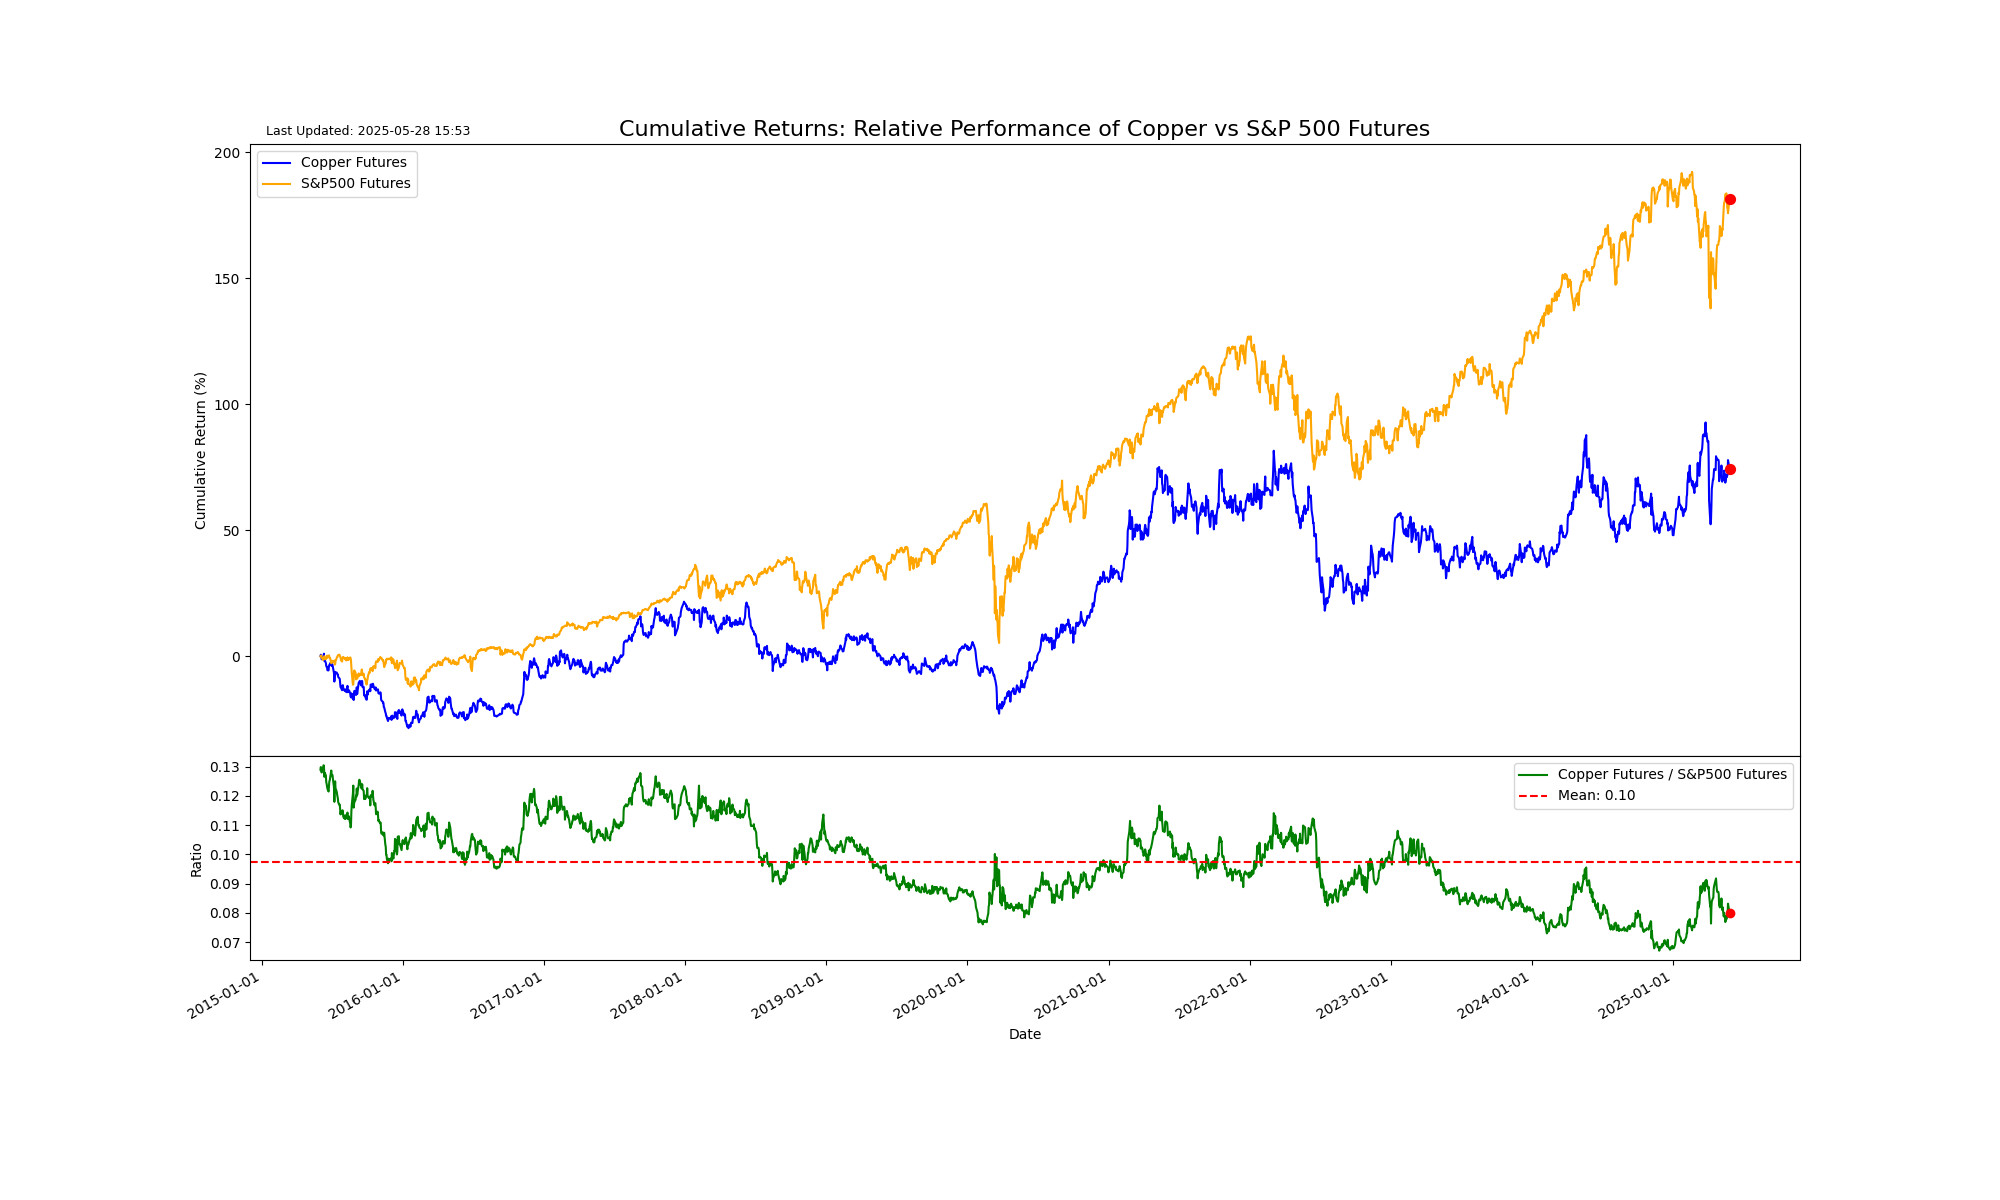 Last Updated: 2025-05-28 15:53
Cumulative Returns: Relative Performance of Copper vs S&P 500 Futures
Copper Futures
S&P500 Futures
200
150
100
50
0
Cumulative Return (%)
Copper Futures / S&P500 Futures
Mean: 0.10
0.13
0.12
0.11
0.10
0.09
0.08
0.07
Ratio
2015-01-01
2016-01-01
2017-01-01
2018-01-01
2019-01-01
2020-01-01
2021-01-01
2022-01-01
2023-01-01
2024-01-01
2025-01-01
Date